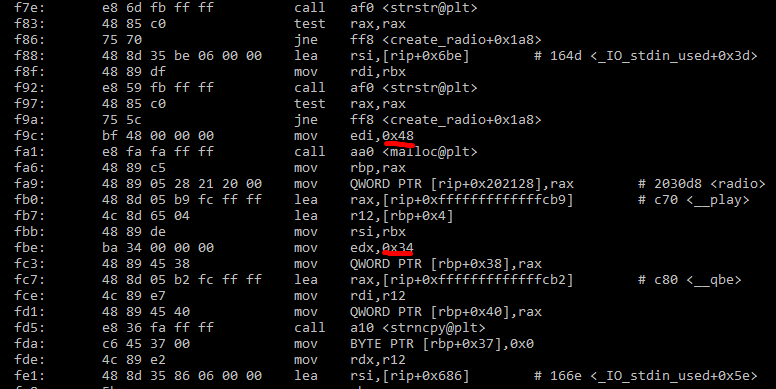 f7e: e8 6d fb ff ff call af0 <strstr@plt>
f83: 48 85 c0 test rax,rax
f86: 75 70 jne ff8 <create_radio+0x1a8>
f88: 48 8d 35 be 06 00 00 lea rsi,[rip+0x6be] # 164d <_IO_stdin_used+0x3d>
f8f: 48 89 df mov rdi,rbx
f92: e8 59 fb ff ff call af0 <strstr@plt>
f97: 48 85 c0 test rax,rax
f9a: 75 5c jne ff8 <create_radio+0x1a8>
f9c: bf 48 00 00 00 mov edi,0x48
fa1: e8 fa fa ff ff call aa0 <malloc@plt>
fa6: 48 89 c5 mov rbp,rax
fa9: 48 89 05 28 21 20 00 mov QWORD PTR [rip+0x202128],rax # 2030d8 <radio>
fb0: 48 8d 05 b9 fc ff ff lea rax,[rip+0xfffffffffffffcb9] # c70 <__play>
fb7: 4c 8d 65 04 lea r12,[rbp+0x4]
fbb: 48 89 de mov rsi,rbx
fbe: ba 34 00 00 00 mov edx,0x34
fc3: 48 89 45 38 mov QWORD PTR [rbp+0x38],rax
fc7: 48 8d 05 b2 fc ff ff lea rax,[rip+0xfffffffffffffcb2] # c80 <__qbe>
fce: 4c 89 e7 mov rdi,r12
fd1: 48 89 45 40 mov QWORD PTR [rbp+0x40],rax
fd5: e8 36 fa ff ff call a10 <strncpy@plt>
fda: c6 45 37 00 mov BYTE PTR [rbp+0x37],0x0
fde: 4c 89 e2 mov rdx,r12
fe1: 48 8d 35 86 06 00 00 lea rsi,[rip+0x686] # 166e <_IO_stdin_used+0x5e>